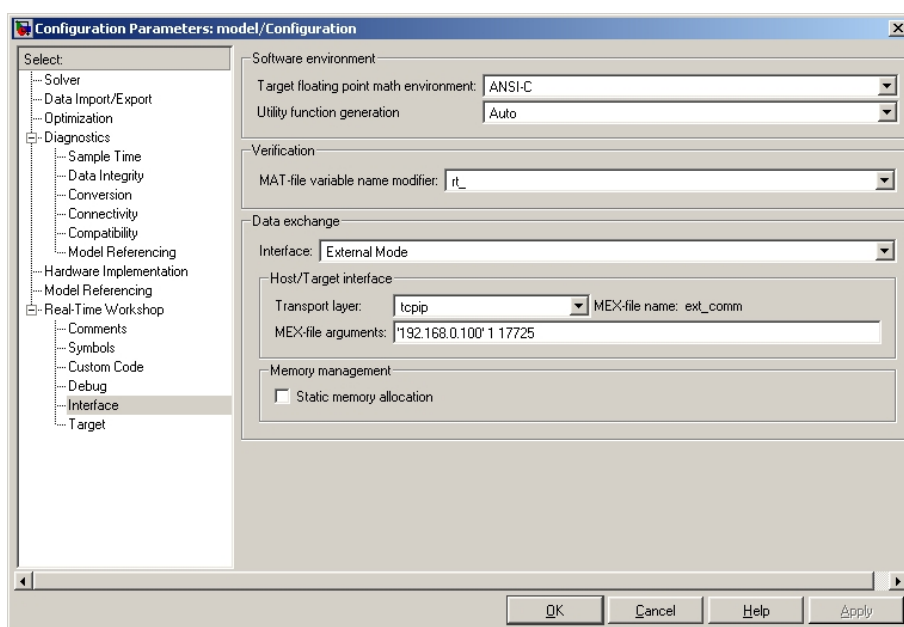 Configuration Parameters: model/Configuration
Select:
Solver
Data Import/Export
Optimization
Diagnostics
Sample Time
Data Integrity
Conversion
Connectivity
Compatibility
Model Referencing
Hardware Implementation
Model Referencing
Real-Time Workshop
Comments
Symbols
Custom Code
Debug
Interface
Target
Software environment
Target floating point math environment: ANSI-C
Utility function generation Auto
Verification
MAT-file variable name modifier: rt_
Data exchange
Interface: External Mode
Host/Target interface
Transport layer: tcpip MEX-file name: ext_comm
MEX-file arguments: '192.168.0.100' 1 17725
Memory management
Static memory allocation
OK Cancel Help Apply